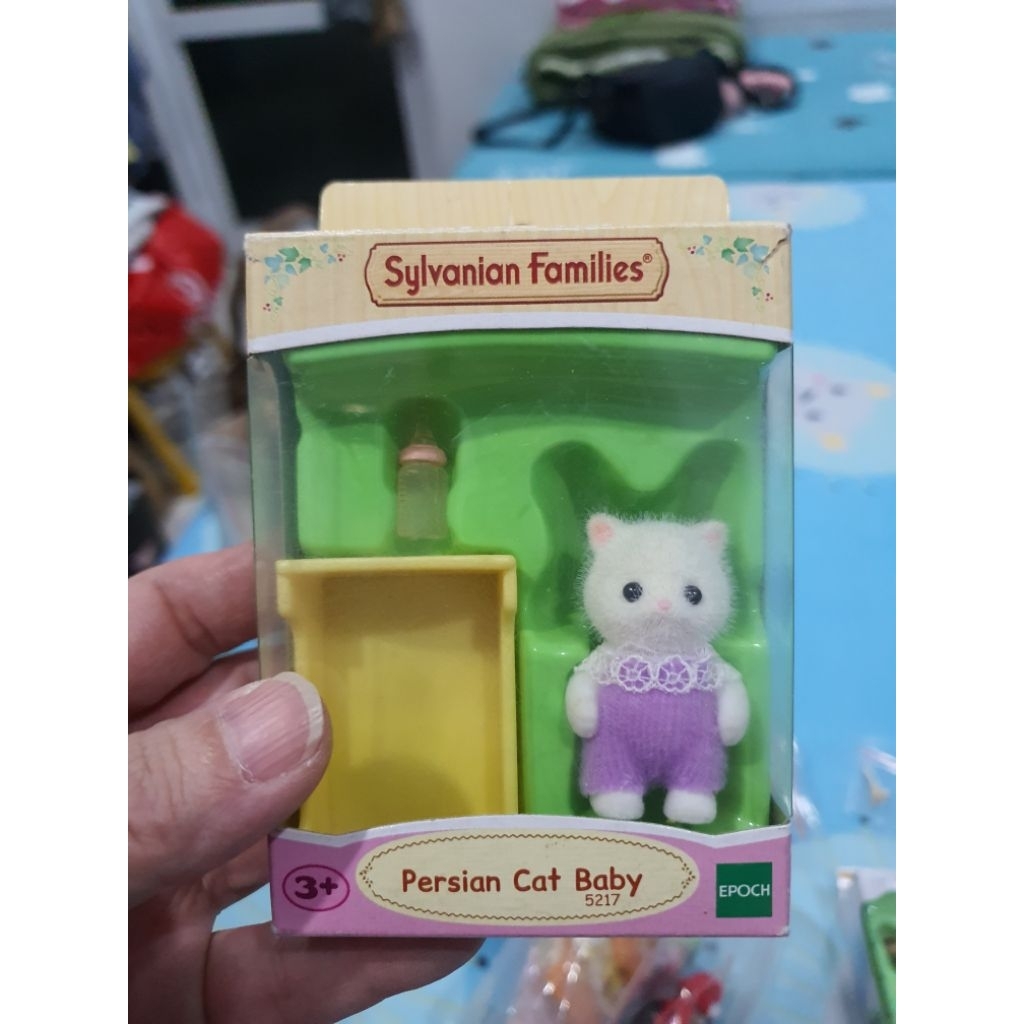 Sylvanian Families®
3+
Persian Cat Baby
5217
EPOCH